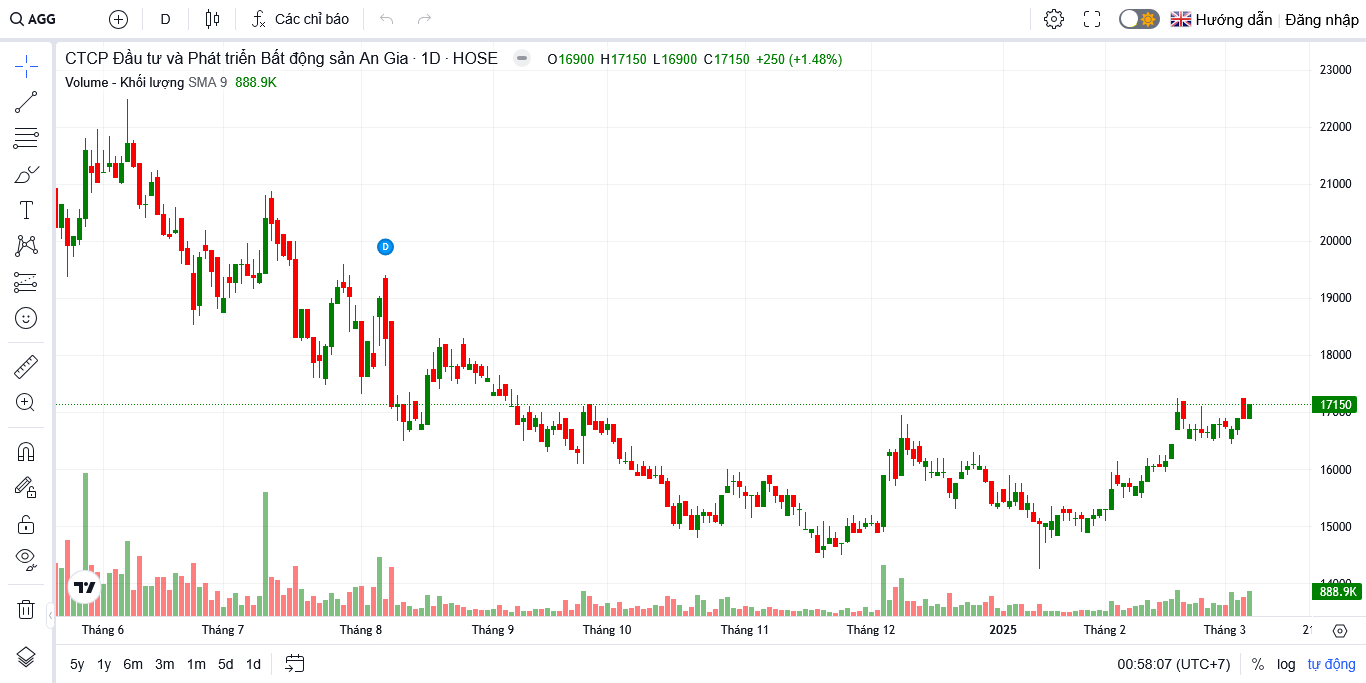 AGG D Các chỉ báo Hướng dẫn Đăng nhập
CTCP Đầu tư và Phát triển Bất động sản An Gia · 1D · HOSE O16900 H17150 L16900 C17150 +250 (+1.48%)
Volume - Khối lượng SMA 9 888.9K
23000
22000
21000
20000
D
19000
18000
17150
17000
16000
15000
14000
888.9K
Tháng 6 Tháng 7 Tháng 8 Tháng 9 Tháng 10 Tháng 11 Tháng 12 2025 Tháng 2 Tháng 3
5y 1y 6m 3m 1m 5d 1d 00:58:07 (UTC+7) % log tự động